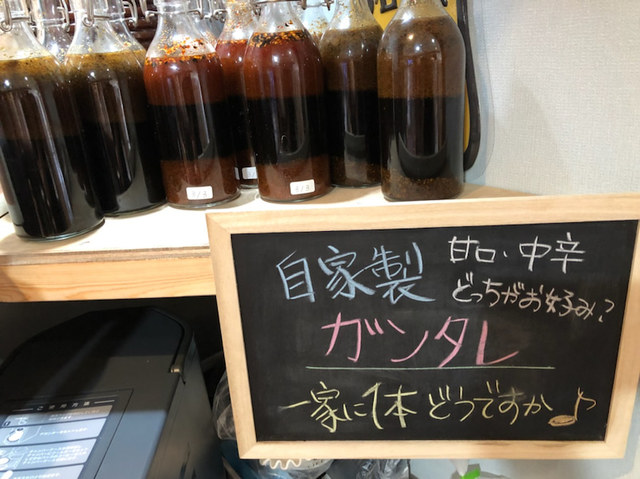 自家製
甘口・中辛
どっちがお好み?
ガンタレ
一家に1本 どうですか♪